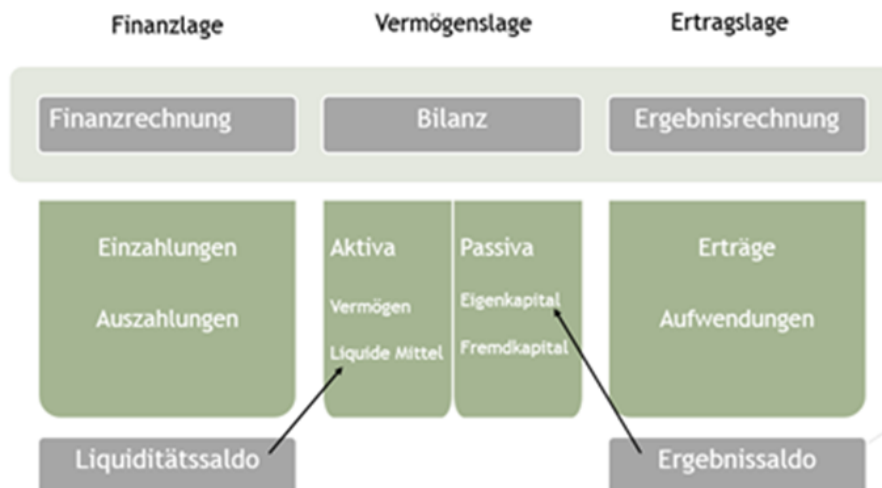 Finanzlage
Vermögenslage
Ertragslage
Finanzrechnung
Bilanz
Ergebnisrechnung
Einzahlungen
Auszahlungen
Aktiva
Vermögen
Liquide Mittel
Passiva
Eigenkapital
Fremdkapital
Erträge
Aufwendungen
Liquiditätssaldo
Ergebnissaldo